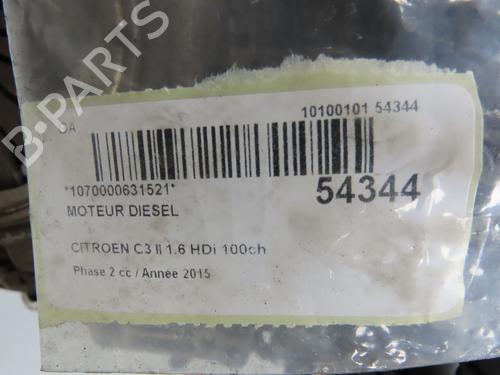 B-PARTS
10100101 54344
*1070000631521*
54344
MOTEUR DIESEL
CITROEN C3 II 1.6 HDi 100ch
Phase 2 cc / Année 2015